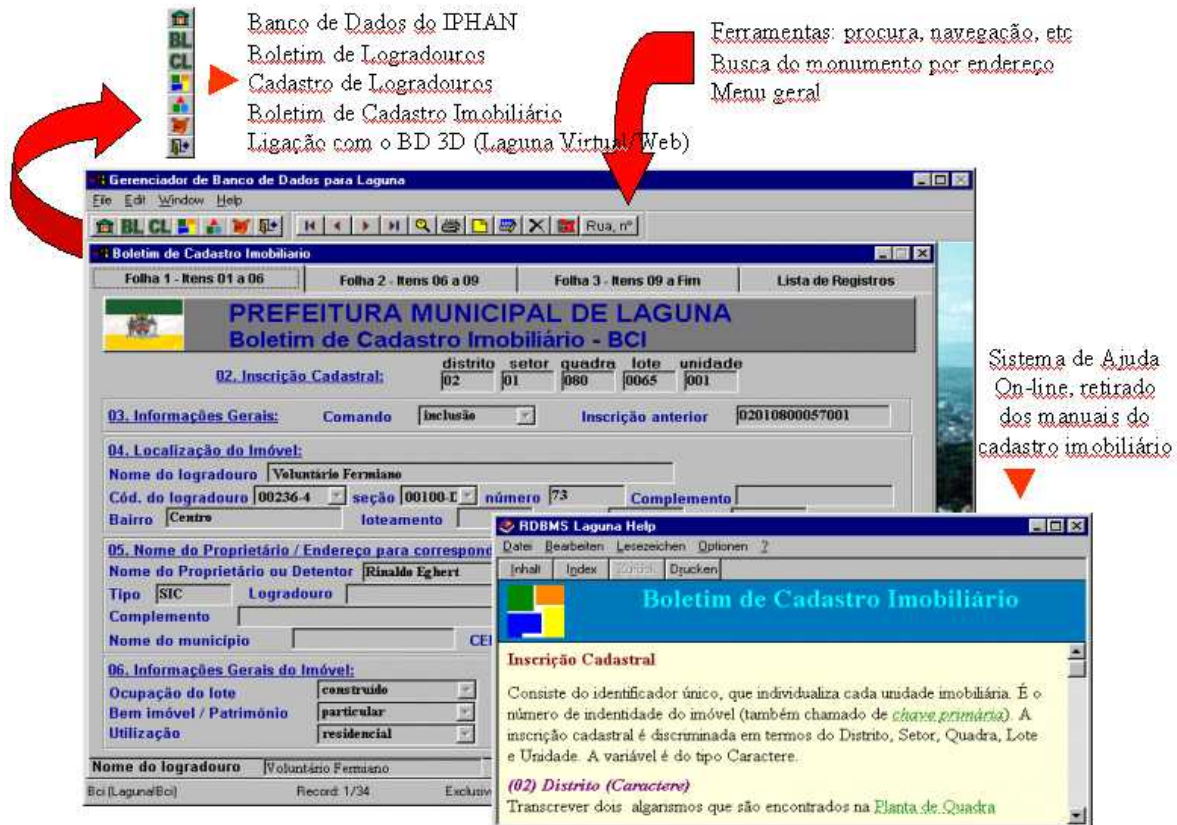 Banco de Dados do IPHAN
Boletim de Logradouros
Cadastro de Logradouros
Boletim de Cadastro Imobiliário
Ligação com o BD 3D (Laguna Virtual/Web)
BL
CL
Ferramentas: procura, navegação, etc
Busca do monumento por endereço
Menu geral
Gerenciador de Banco de Dados para Laguna
File Edit Window Help
BL CL Rua, nº
Boletim de Cadastro Imobiliario
Folha 1 - Itens 01 a 06 Folha 2 - Itens 06 a 09 Folha 3 - Itens 09 a Fim Lista de Registros
PREFEITURA MUNICIPAL DE LAGUNA
Boletim de Cadastro Imobiliário - BCI
distrito setor quadra lote unidade
02. Inscrição Cadastral: 02 01 080 0065 001
03. Informações Gerais: Comando inclusão Inscrição anterior 02010800057001
04. Localização do Imóvel:
Nome do logradouro Voluntário Fermiano
Cód. do logradouro 00236-4 seção 00100-D número 73 Complemento
Bairro Centro loteamento
05. Nome do Proprietário / Endereço para correspond
Nome do Proprietário ou Detentor Rinaldo Eghert
Tipo SIC Logradouro
Complemento
Nome do município CEI
06. Informações Gerais do Imóvel:
Ocupação do lote construído
Bem imóvel / Patrimônio particular
Utilização residencial
Nome do logradouro Voluntário Fermiano
Bci (Laguna!Bci) Record: 1/34 Exclusive
Sistema de Ajuda
On-line, retirado
dos manuais do
cadastro imobiliário
RDBMS Laguna Help
Datei Bearbeiten Lesezeichen Optionen ?
Inhalt Index Zurück Drucken
Boletim de Cadastro Imobiliário
Inscrição Cadastral
Consiste do identificador único, que individualiza cada unidade imobiliária. É o
número de indentidade do imóvel (também chamado de chave primária). A
inscrição cadastral é discriminada em termos do Distrito, Setor, Quadra, Lote
e Unidade. A variável é do tipo Caractere.
(02) Distrito (Caractere)
Transcrever dois algarismos que são encontrados na Planta de Quadra